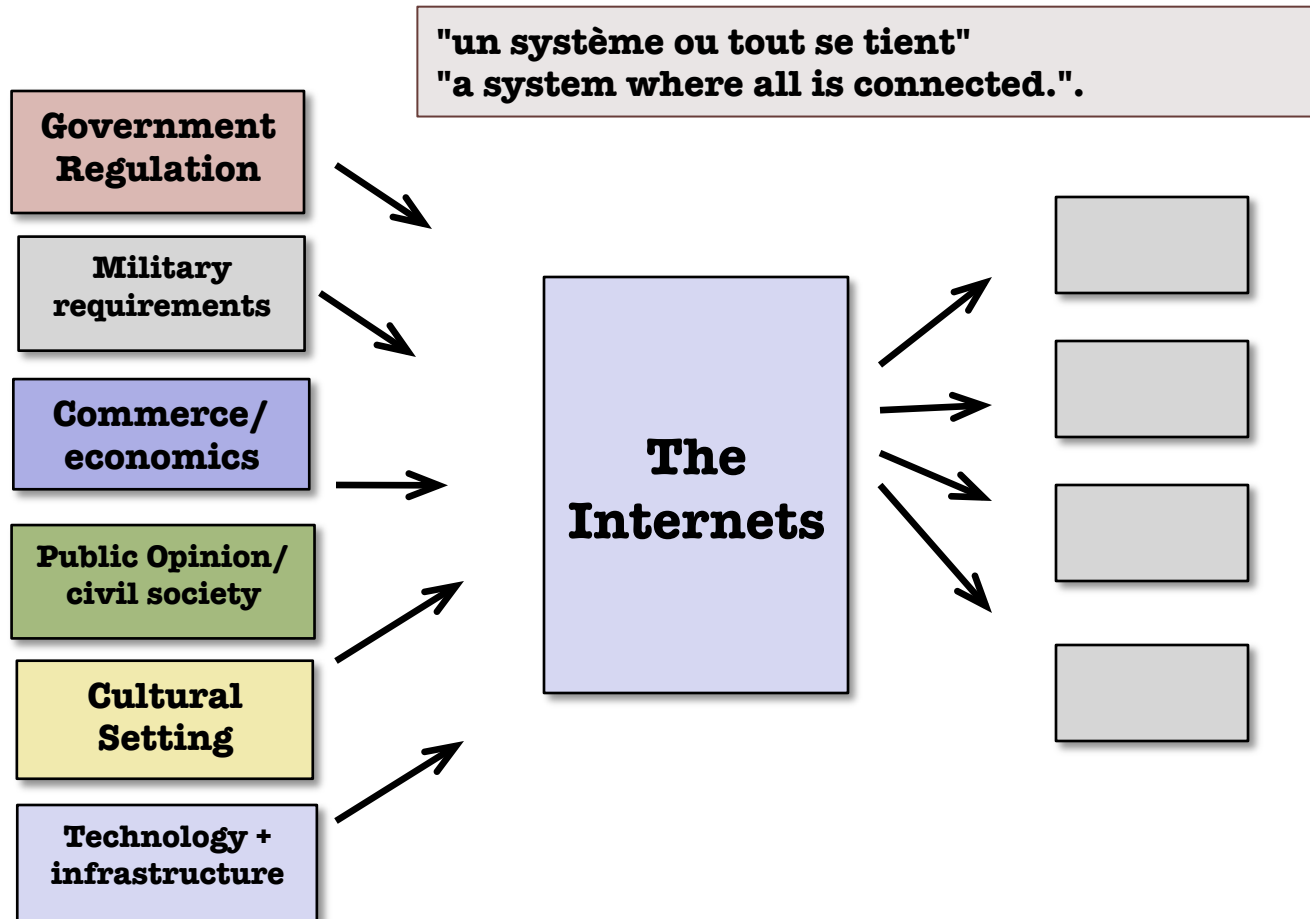 "un système ou tout se tient"
"a system where all is connected.".
Government
Regulation
Military
requirements
Commerce/
economics
Public Opinion/
civil society
Cultural
Setting
Technology +
infrastructure
The
Internets